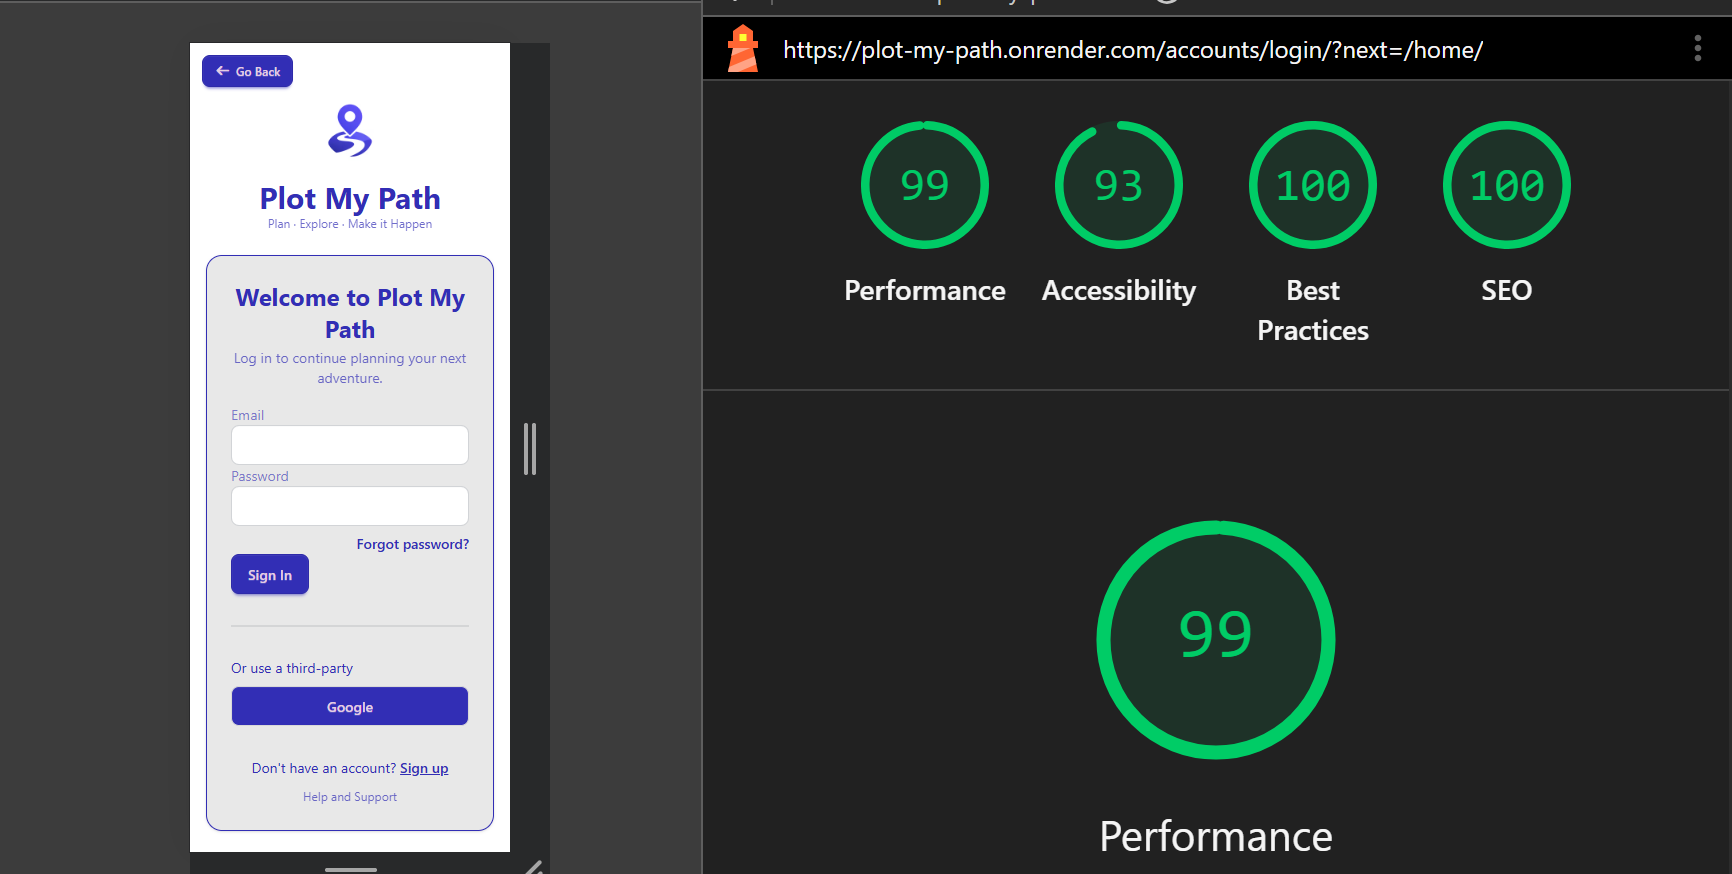 Go Back
Plot My Path
Plan · Explore · Make it Happen
Welcome to Plot My
Path
Log in to continue planning your next
adventure.
Email
Password
Forgot password?
Sign In
Or use a third-party
Google
Don't have an account? Sign up
Help and Support
https://plot-my-path.onrender.com/accounts/login/?next=/home/
99
93
100
100
Performance
Accessibility
Best
Practices
SEO
99
Performance